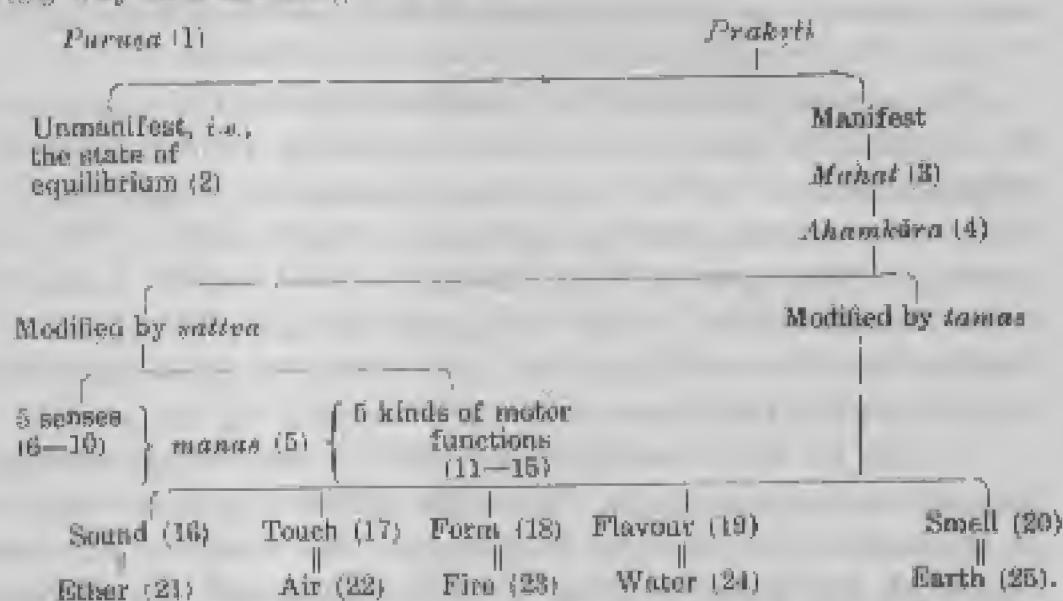 Puruṣa (1) Prakṛti
Unmanifest, i.e., Manifest
the state of
equilibrium (2) Mahat (3)
Ahamkāra (4)
Modified by sattva Modified by tamas
5 senses 5 kinds of motor
(6—10) manas (5) functions
(11—15)
Sound (16) Touch (17) Form (18) Flavour (19) Smell (20)
Ether (21) Air (22) Fire (23) Water (24) Earth (25).